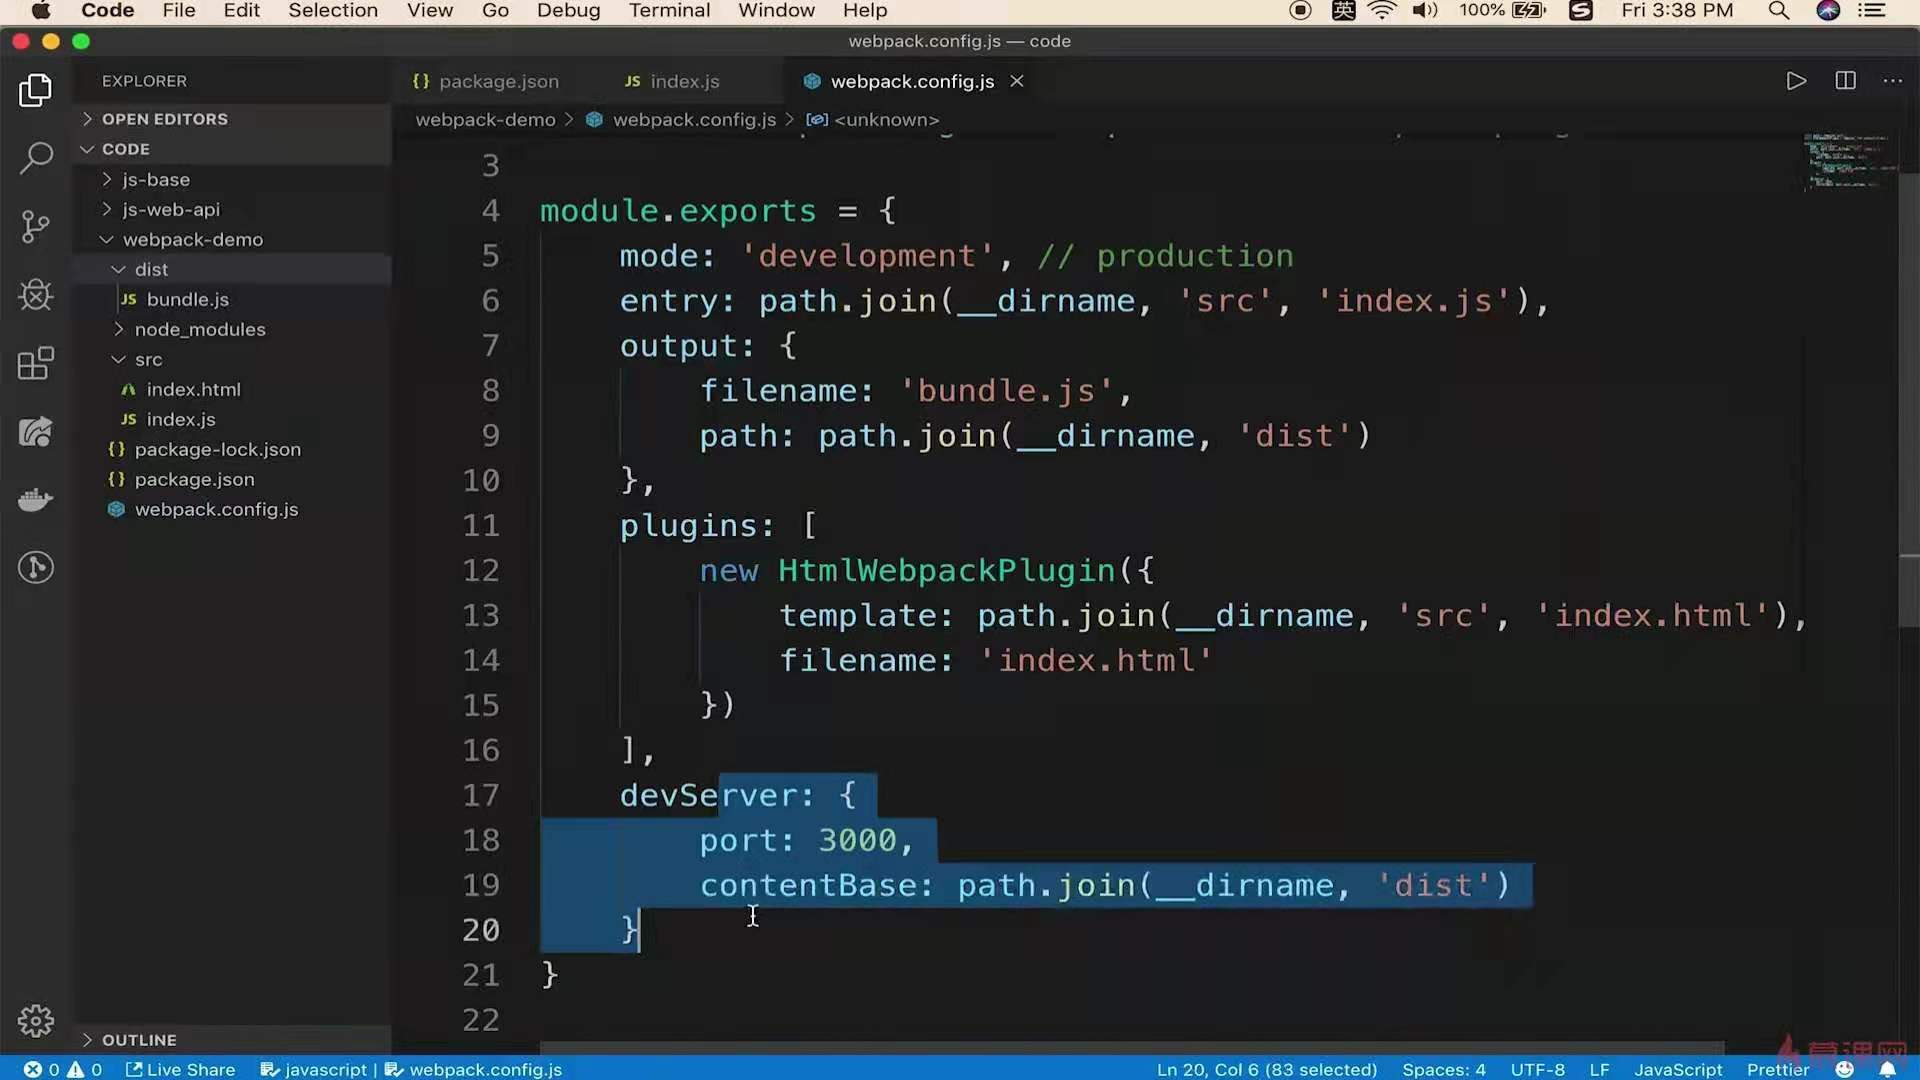 Code File Edit Selection View Go Debug Terminal Window Help 英 100% S Fri 3:38 PM
webpack.config.js — code
EXPLORER
OPEN EDITORS
CODE
js-base
js-web-api
webpack-demo
dist
JS bundle.js
node_modules
src
index.html
JS index.js
{} package-lock.json
{} package.json
webpack.config.js
OUTLINE
{} package.json JS index.js webpack.config.js
webpack-demo > webpack.config.js > <unknown>
3
4 module.exports = {
5 mode: 'development', // production
6 entry: path.join(__dirname, 'src', 'index.js'),
7 output: {
8 filename: 'bundle.js',
9 path: path.join(__dirname, 'dist')
10 },
11 plugins: [
12 new HtmlWebpackPlugin({
13 template: path.join(__dirname, 'src', 'index.html'),
14 filename: 'index.html'
15 })
16 ],
17 devServer: {
18 port: 3000,
19 contentBase: path.join(__dirname, 'dist')
20 }
21 }
22
0 0 Live Share javascript | webpack.config.js Ln 20, Col 6 (83 selected) Spaces: 4 UTF-8 LF JavaScript Prettier
慕课网